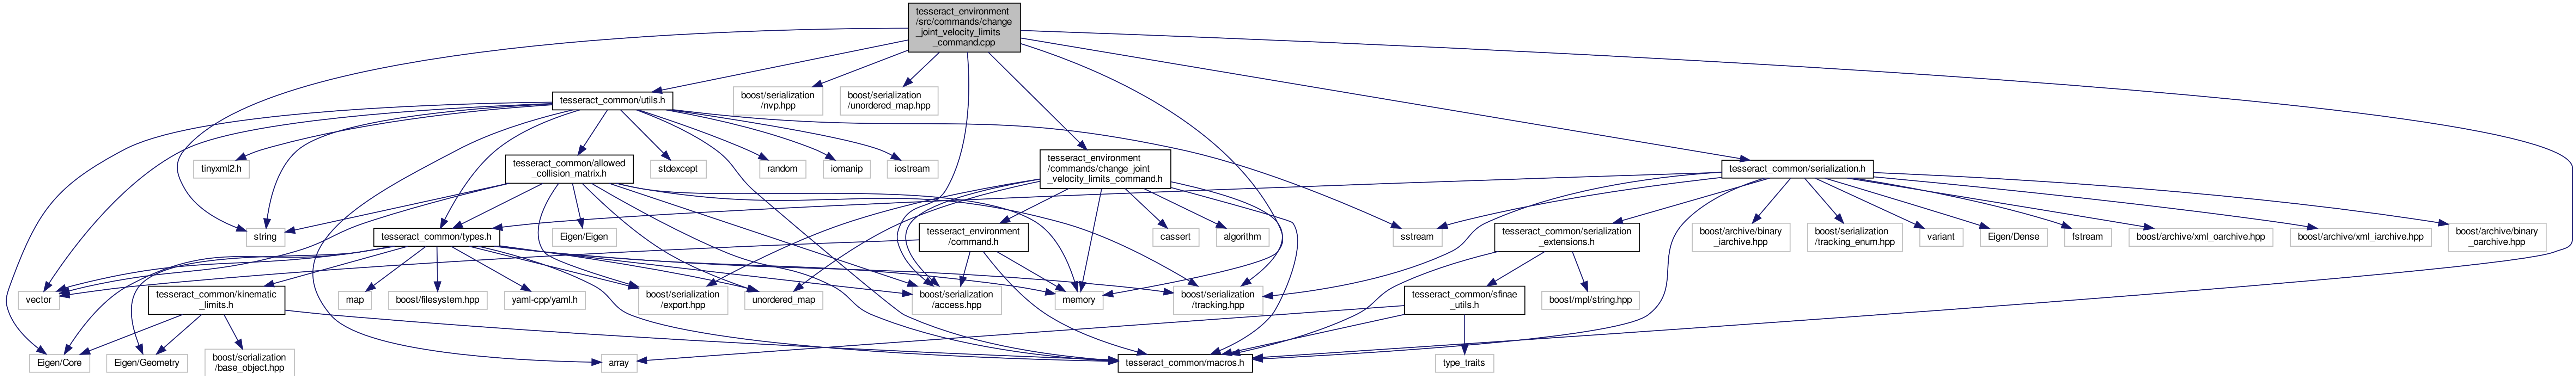 tesseract_environment
/src/commands/change
_joint_velocity_limits
_command.cpp
tesseract_common/utils.h
boost/serialization
/nvp.hpp
boost/serialization
/unordered_map.hpp
tinyxml2.h
tesseract_common/allowed
_collision_matrix.h
stdexcept
random
iomanip
iostream
tesseract_environment
/commands/change_joint
_velocity_limits_command.h
tesseract_common/serialization.h
string
tesseract_common/types.h
Eigen/Eigen
tesseract_environment
/command.h
cassert
algorithm
sstream
tesseract_common/serialization
_extensions.h
boost/archive/binary
_iarchive.hpp
boost/serialization
/tracking_enum.hpp
variant
Eigen/Dense
fstream
boost/archive/xml_oarchive.hpp
boost/archive/xml_iarchive.hpp
boost/archive/binary
_oarchive.hpp
vector
tesseract_common/kinematic
_limits.h
map
boost/filesystem.hpp
yaml-cpp/yaml.h
boost/serialization
/export.hpp
unordered_map
boost/serialization
/access.hpp
memory
boost/serialization
/tracking.hpp
tesseract_common/sfinae
_utils.h
boost/mpl/string.hpp
Eigen/Core
Eigen/Geometry
boost/serialization
/base_object.hpp
array
tesseract_common/macros.h
type_traits